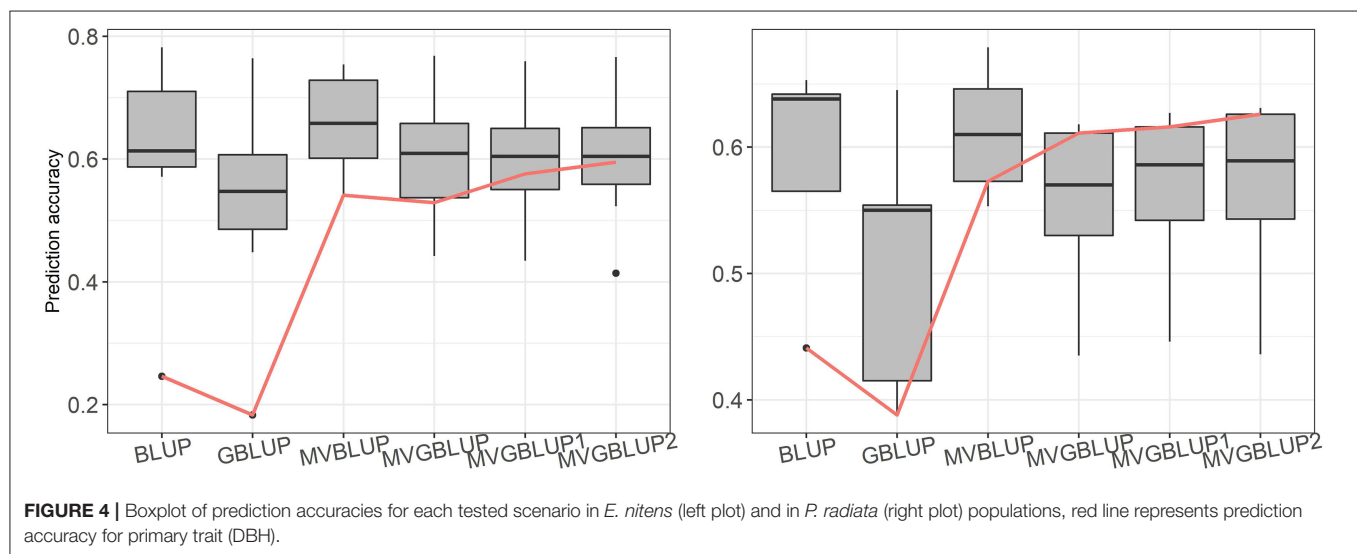 Prediction accuracy
0.8
0.6
0.4
0.2
BLUP
GBLUP
MVBLUP
MVGBLUP
MVGBLUP1
MVGBLUP2
0.6
0.5
0.4
BLUP
GBLUP
MVBLUP
MVGBLUP
MVGBLUP1
MVGBLUP2
FIGURE 4 | Boxplot of prediction accuracies for each tested scenario in E. nitens (left plot) and in P. radiata (right plot) populations, red line represents prediction
accuracy for primary trait (DBH).